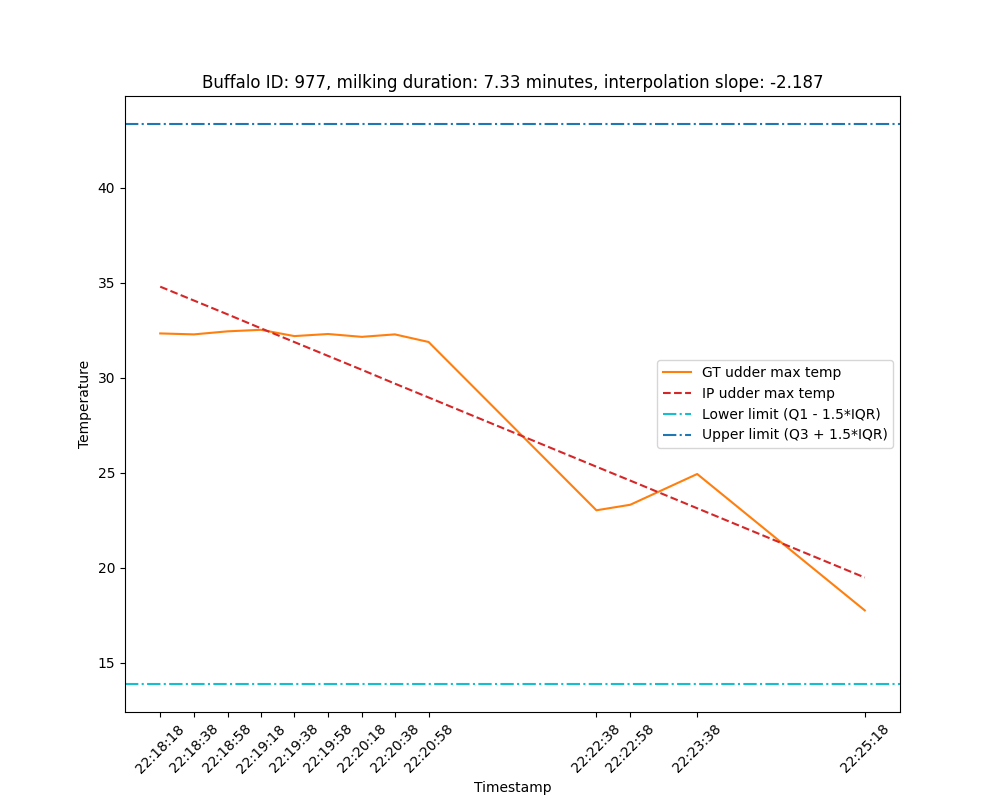 Buffalo ID: 977, milking duration: 7.33 minutes, interpolation slope: -2.187
40
35
30
25
20
15
Temperature
GT udder max temp
IP udder max temp
Lower limit (Q1 - 1.5*IQR)
Upper limit (Q3 + 1.5*IQR)
22:18:18
22:18:38
22:18:58
22:19:18
22:19:38
22:19:58
22:20:18
22:20:38
22:20:58
22:22:38
22:22:58
22:23:38
22:25:18
Timestamp